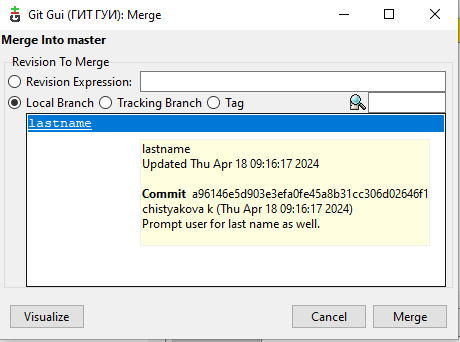 Git Gui (ГИТ ГУИ): Merge
Merge Into master
Revision To Merge
Revision Expression:
Local Branch Tracking Branch Tag
lastname
lastname
Updated Thu Apr 18 09:16:17 2024
Commit a96146e5d903e3efa0fe45a8b31cc306d02646f1
chistyakova k (Thu Apr 18 09:16:17 2024)
Prompt user for last name as well.
Visualize Cancel Merge